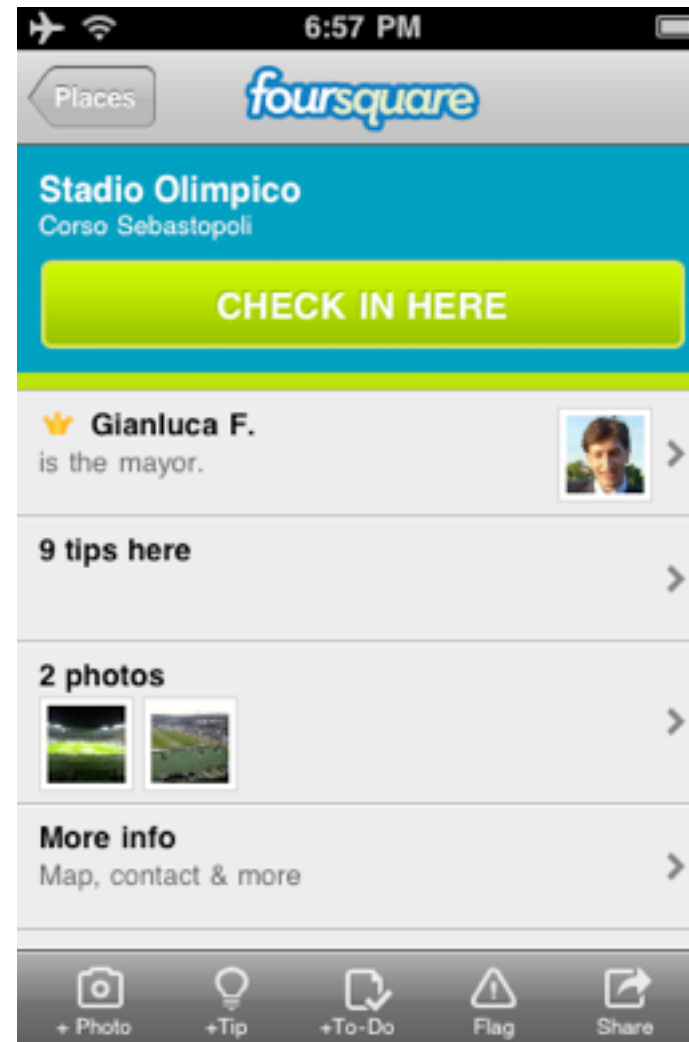 6:57 PM
Places
foursquare
Stadio Olimpico
Corso Sebastopoli
CHECK IN HERE
Gianluca F.
is the mayor.
9 tips here
2 photos
More info
Map, contact & more
+ Photo +Tip +To-Do Flag Share